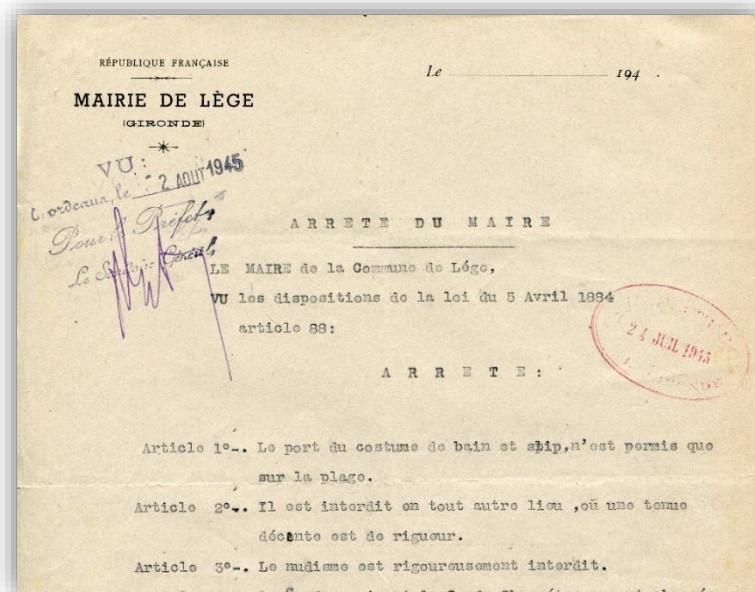 RÉPUBLIQUE FRANÇAISE
MAIRIE DE LÈGE
(GIRONDE)
Le 194 .
VU:
Bordeaux, le 2 AOUT 1945
Pour le Préfet
Le Secrétaire Général
ARRETE DU MAIRE
LE MAIRE de la Commune de Lége,
VU les dispositions de la loi du 5 Avril 1884
article 88:
24 JUIL 1945
ARRETE:
Article 1°-. Le port du costume de bain et slip,n'est permis que
sur la plage.
Article 2°-. Il est interdit en tout autre lieu ,où une tenue
décente est de rigueur.
Article 3°-. Le nudisme est rigoureusement interdit.